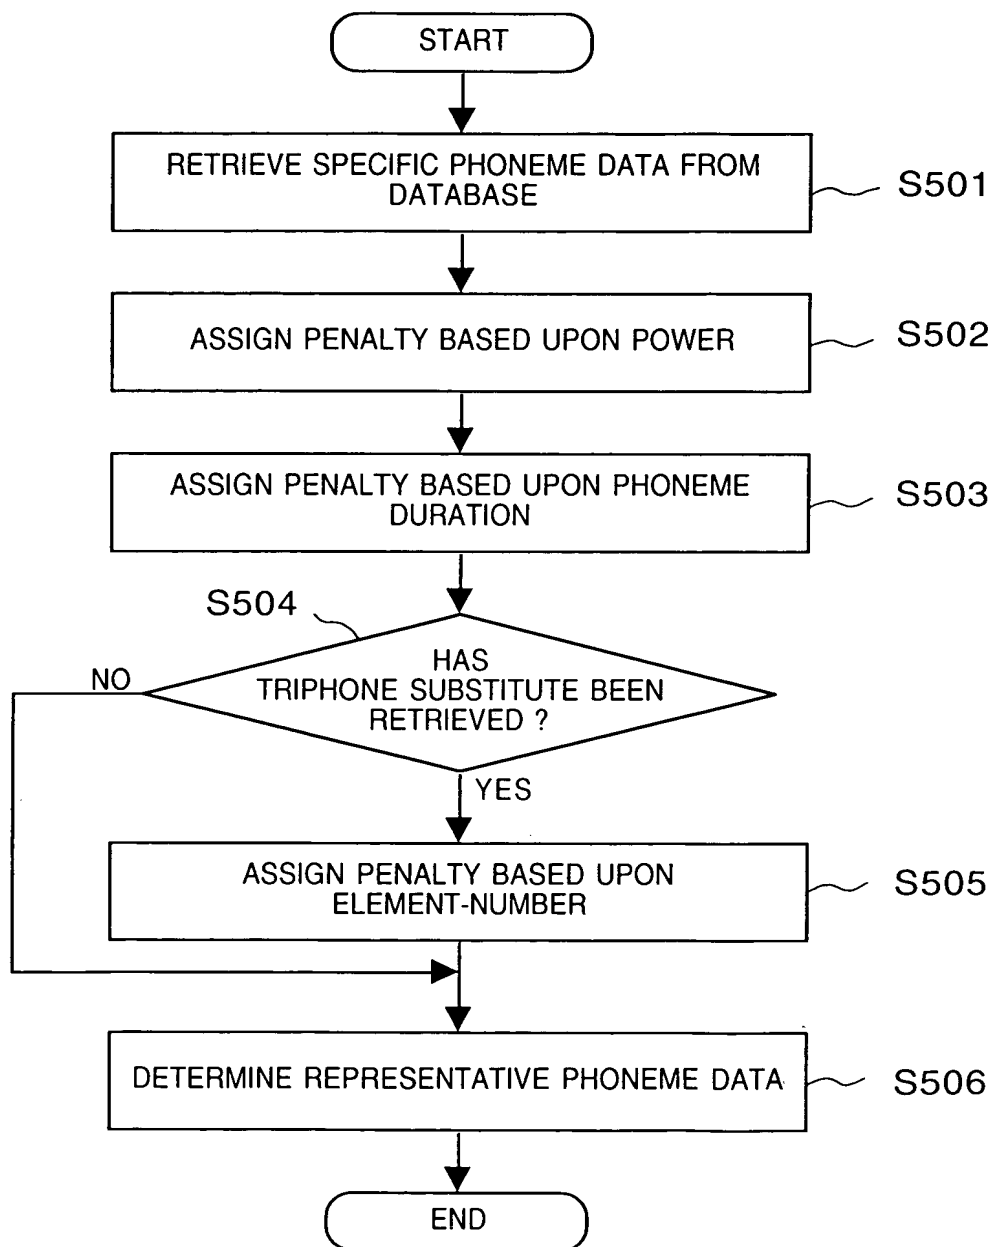 START
RETRIEVE SPECIFIC PHONEME DATA FROM
DATABASE
S501
ASSIGN PENALTY BASED UPON POWER
S502
ASSIGN PENALTY BASED UPON PHONEME
DURATION
S503
S504
HAS
TRIPHONE SUBSTITUTE BEEN
RETRIEVED ?
NO
YES
ASSIGN PENALTY BASED UPON
ELEMENT-NUMBER
S505
DETERMINE REPRESENTATIVE PHONEME DATA
S506
END